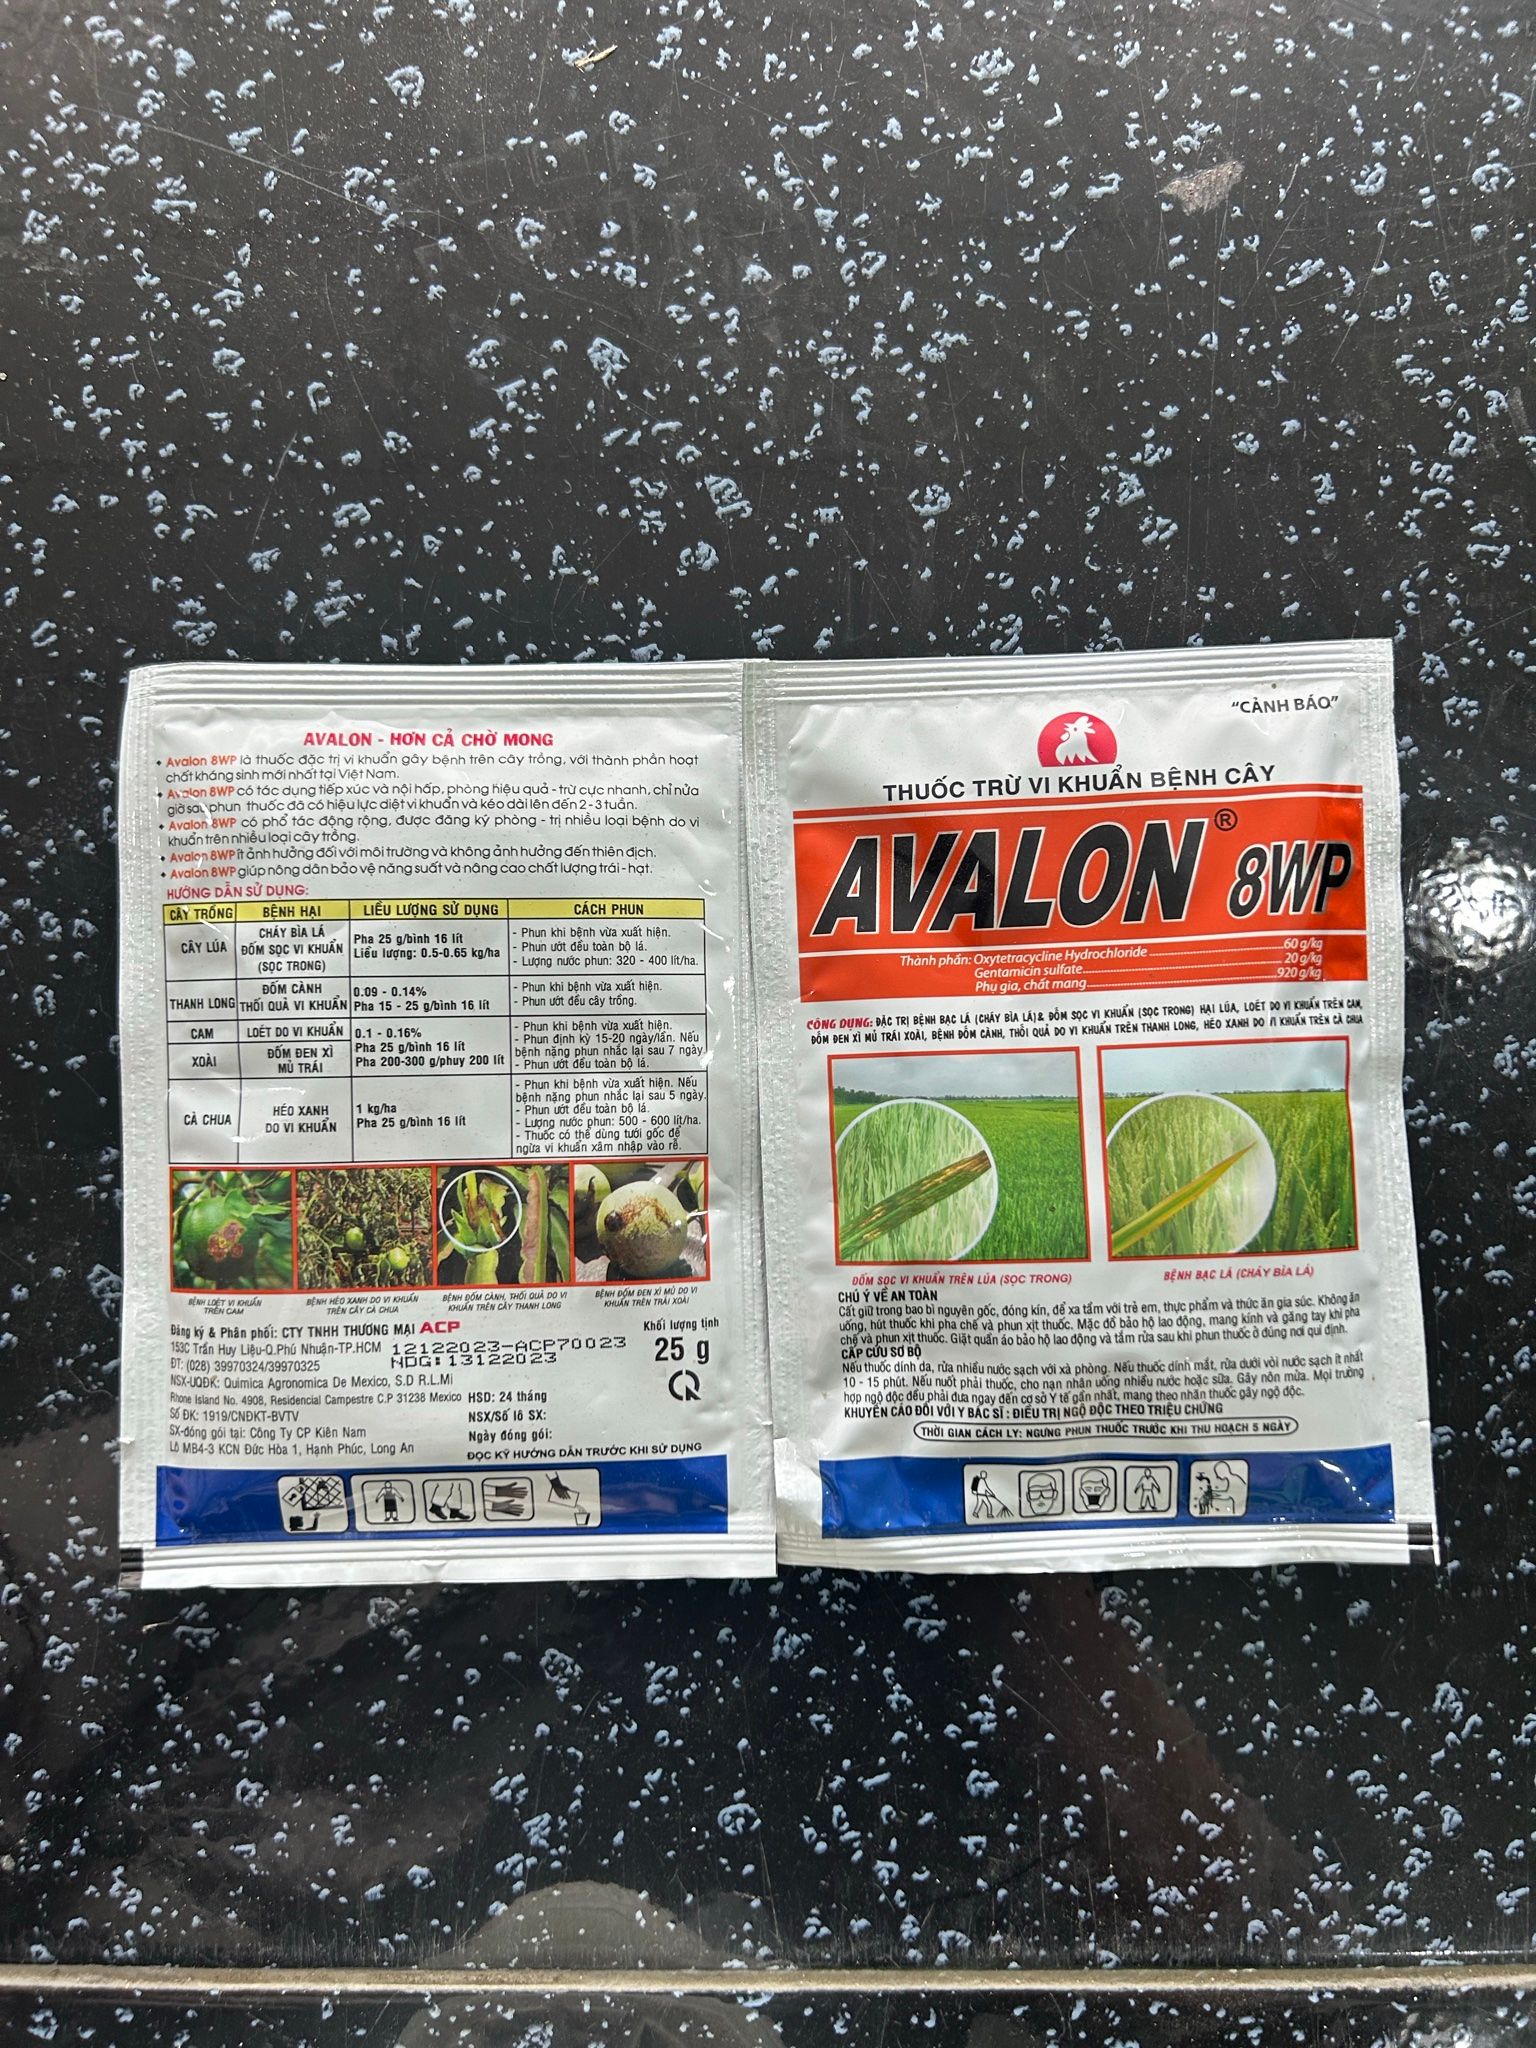 AVALON - HƠN CẢ CHỜ MONG
• Avalon 8WP là thuốc đặc trị vi khuẩn gây bệnh trên cây trồng, với thành phần hoạt
chất kháng sinh mới nhất tại Việt Nam.
• Avalon 8WP có tác dụng tiếp xúc và nội hấp, phòng hiệu quả - trừ cực nhanh, chỉ nửa
giờ sau phun thuốc đã có hiệu lực diệt vi khuẩn và kéo dài lên đến 2-3 tuần.
• Avalon 8WP có phổ tác động rộng, được đăng ký phòng - trị nhiều loại bệnh do vi
khuẩn trên nhiều loại cây trồng.
• Avalon 8WP ít ảnh hưởng đối với môi trường và không ảnh hưởng đến thiên địch.
• Avalon 8WP giúp nông dân bảo vệ năng suất và nâng cao chất lượng trái - hạt.
HƯỚNG DẪN SỬ DỤNG:
CÂY TRỒNG BỆNH HẠI LIỀU LƯỢNG SỬ DỤNG CÁCH PHUN
CÂY LÚA
CHÁY BÌA LÁ
ĐỐM SỌC VI KHUẨN
(SỌC TRONG)
Pha 25 g/bình 16 lít
Liều lượng: 0.5-0.65 kg/ha
- Phun khi bệnh vừa xuất hiện.
- Phun ướt đều toàn bộ lá.
- Lượng nước phun: 320 - 400 lít/ha.
THANH LONG
ĐỐM CÀNH
THỐI QUẢ VI KHUẨN
0.09 - 0.14%
Pha 15 - 25 g/bình 16 lít
- Phun khi bệnh vừa xuất hiện.
- Phun ướt đều cây trồng.
CAM
LOÉT DO VI KHUẨN
XOÀI
ĐỐM ĐEN XÌ
MỦ TRÁI
0.1 - 0.16%
Pha 25 g/bình 16 lít
Pha 200-300 g/phuy 200 lít
- Phun khi bệnh vừa xuất hiện.
- Phun định kỳ 15-20 ngày/lần. Nếu
bệnh nặng phun nhắc lại sau 7 ngày.
- Phun ướt đều toàn bộ lá.
CÀ CHUA
HÉO XANH
DO VI KHUẨN
1 kg/ha
Pha 25 g/bình 16 lít
- Phun khi bệnh vừa xuất hiện. Nếu
bệnh nặng phun nhắc lại sau 5 ngày.
- Phun ướt đều toàn bộ lá.
- Lượng nước phun: 500 - 600 lít/ha.
- Thuốc có thể dùng tưới gốc để
ngừa vi khuẩn xâm nhập vào rễ.
BỆNH LOÉT VI KHUẨN
TRÊN CAM
BỆNH HÉO XANH DO VI KHUẨN
TRÊN CÂY CÀ CHUA
BỆNH ĐỐM CÀNH, THỐI QUẢ DO VI
KHUẨN TRÊN CÂY THANH LONG
BỆNH ĐỐM ĐEN XÌ MỦ DO VI
KHUẨN TRÊN TRÁI XOÀI
Đăng ký & Phân phối: CTY TNHH THƯƠNG MẠI ACP
153C Trần Huy Liệu-Q.Phú Nhuận-TP.HCM
ĐT: (028) 39970324/39970325
12122023-ACP70023
NDG:13122023
Khối lượng tịnh
25 g
NSX-UQĐK: Quimica Agronomica De Mexico, S.D R.L.Mi
Rhone Island No. 4908, Residencial Campestre C.P 31238 Mexico
Số ĐK: 1919/CNĐKT-BVTV
SX-đóng gói tại: Công Ty CP Kiên Nam
Lô MB4-3 KCN Đức Hòa 1, Hạnh Phúc, Long An
HSD: 24 tháng
NSX/Số lô SX:
Ngày đóng gói:
ĐỌC KỸ HƯỚNG DẪN TRƯỚC KHI SỬ DỤNG
"CẢNH BÁO"
THUỐC TRỪ VI KHUẨN BỆNH CÂY
AVALON® 8WP
Thành phần: Oxytetracycline Hydrochloride 60 g/kg
Gentamicin sulfate 20 g/kg
Phụ gia, chất mang 920 g/kg
CÔNG DỤNG: ĐẶC TRỊ BỆNH BẠC LÁ (CHÁY BÌA LÁ) & ĐỐM SỌC VI KHUẨN (SỌC TRONG) HẠI LÚA, LOÉT DO VI KHUẨN TRÊN CAM,
ĐỐM ĐEN XÌ MỦ TRÁI XOÀI, BỆNH ĐỐM CÀNH, THỐI QUẢ DO VI KHUẨN TRÊN THANH LONG, HÉO XANH DO VI KHUẨN TRÊN CÀ CHUA
ĐỐM SỌC VI KHUẨN TRÊN LÚA (SỌC TRONG)
BỆNH BẠC LÁ (CHÁY BÌA LÁ)
CHÚ Ý VỀ AN TOÀN
Cất giữ trong bao bì nguyên gốc, đóng kín, để xa tầm với trẻ em, thực phẩm và thức ăn gia súc. Không ăn
uống, hút thuốc khi pha chế và phun xịt thuốc. Mặc đồ bảo hộ lao động, mang kính và găng tay khi pha
chế và phun xịt thuốc. Giặt quần áo bảo hộ lao động và tắm rửa sau khi phun thuốc ở đúng nơi qui định.
CẤP CỨU SƠ BỘ
Nếu thuốc dính da, rửa nhiều nước sạch với xà phòng. Nếu thuốc dính mắt, rửa dưới vòi nước sạch ít nhất
10 - 15 phút. Nếu nuốt phải thuốc, cho nạn nhân uống nhiều nước hoặc sữa. Gây nôn mửa. Mọi trường
hợp ngộ độc đều phải đưa ngay đến cơ sở Y tế gần nhất, mang theo nhãn thuốc gây ngộ độc.
KHUYẾN CÁO ĐỐI VỚI Y BÁC SĨ : ĐIỀU TRỊ NGỘ ĐỘC THEO TRIỆU CHỨNG
THỜI GIAN CÁCH LY: NGƯNG PHUN THUỐC TRƯỚC KHI THU HOẠCH 5 NGÀY